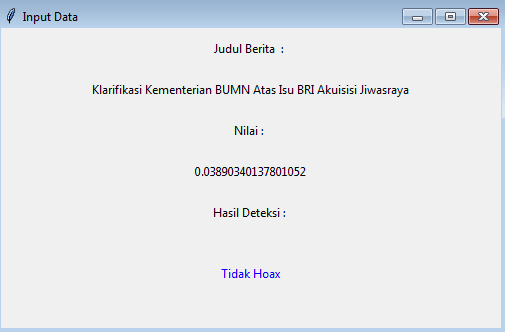 Input Data
Judul Berita :
Klarifikasi Kementerian BUMN Atas Isu BRI Akuisisi Jiwasraya
Nilai :
0.03890340137801052
Hasil Deteksi :
Tidak Hoax